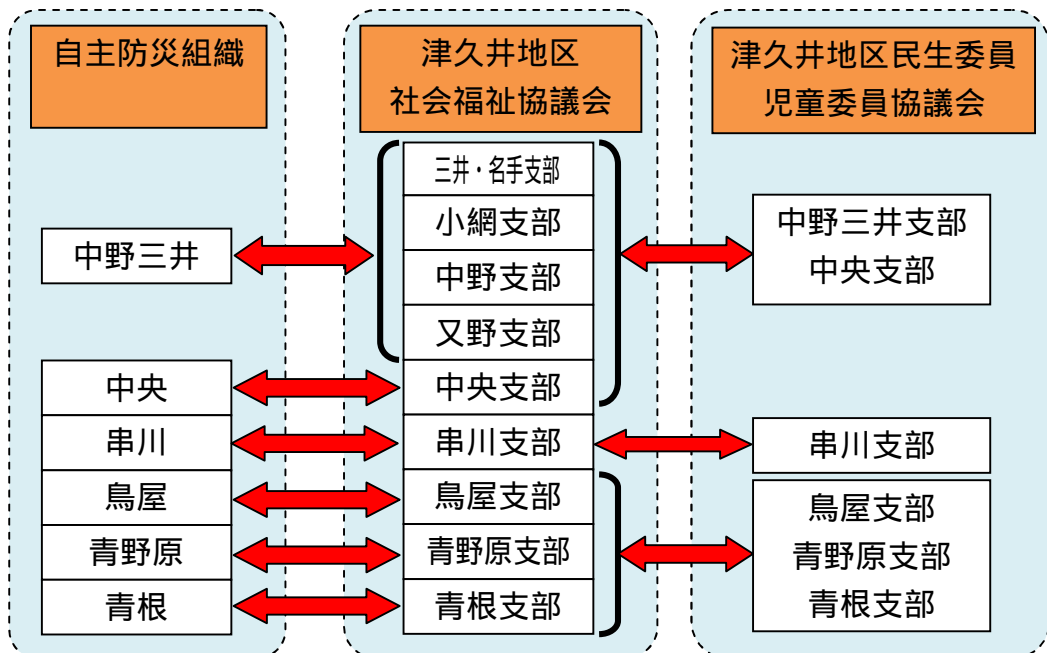 自主防災組織
中野三井
中央
串川
鳥屋
青野原
青根
津久井地区
社会福祉協議会
三井・名手支部
小網支部
中野支部
又野支部
中央支部
串川支部
鳥屋支部
青野原支部
青根支部
津久井地区民生委員
児童委員協議会
中野三井支部
中央支部
串川支部
鳥屋支部
青野原支部
青根支部